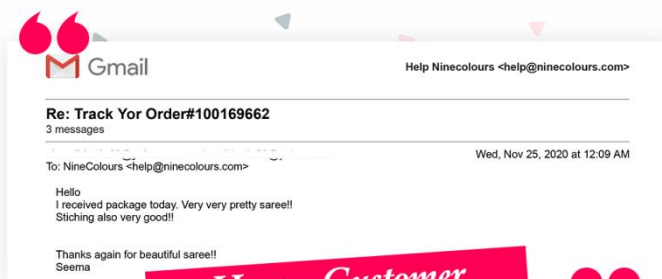 Gmail
Help Ninecolours <help@ninecolours.com>
Re: Track Yor Order#100169662
3 messages
Wed, Nov 25, 2020 at 12:09 AM
To: NineColours <help@ninecolours.com>
Hello
I received package today. Very very pretty saree!!
Stiching also very good!!
Thanks again for beautiful saree!!
Seema
Customer